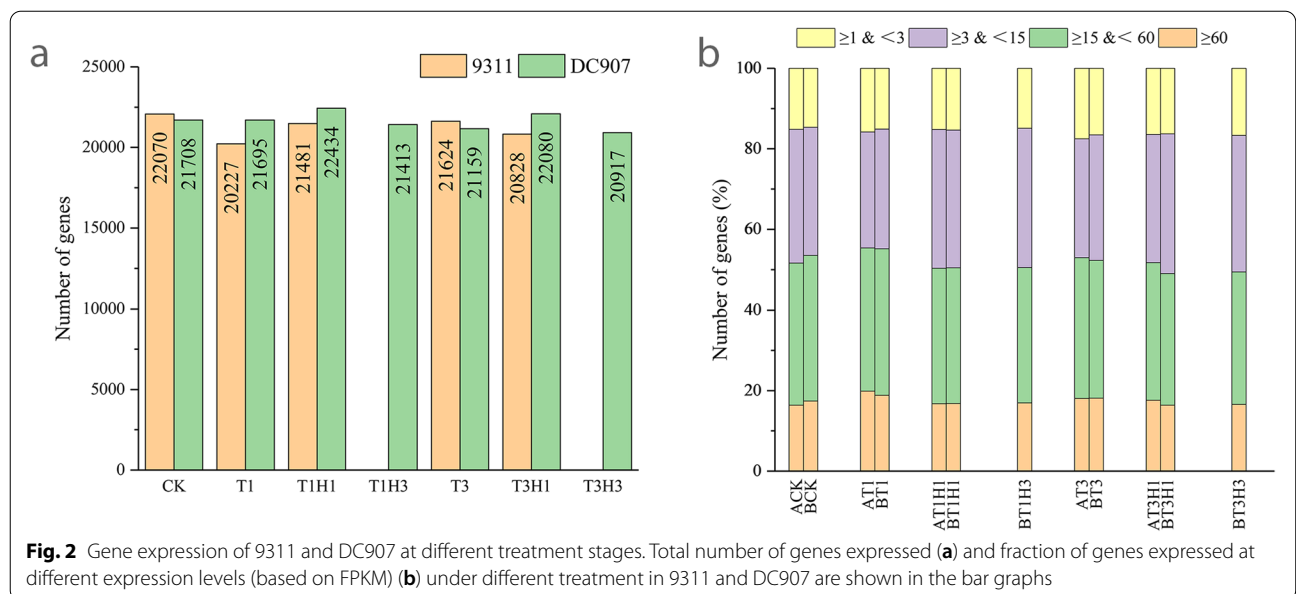 a
9311 DC907
25000
20000
15000
10000
5000
0
Number of genes
22070 21708 20227 21695 21481 22434 21413 21624 21159 20828 22080 20917
CK T1 T1H1 T1H3 T3 T3H1 T3H3
b
≥1 & <3 ≥3 & <15 ≥15 & < 60 ≥60
100
80
60
40
20
0
Number of genes (%)
ACK BCK AT1 BT1 AT1H1 BT1H1 BT1H3 AT3 BT3 AT3H1 BT3H1 BT3H3
Fig. 2 Gene expression of 9311 and DC907 at different treatment stages. Total number of genes expressed (a) and fraction of genes expressed at
different expression levels (based on FPKM) (b) under different treatment in 9311 and DC907 are shown in the bar graphs